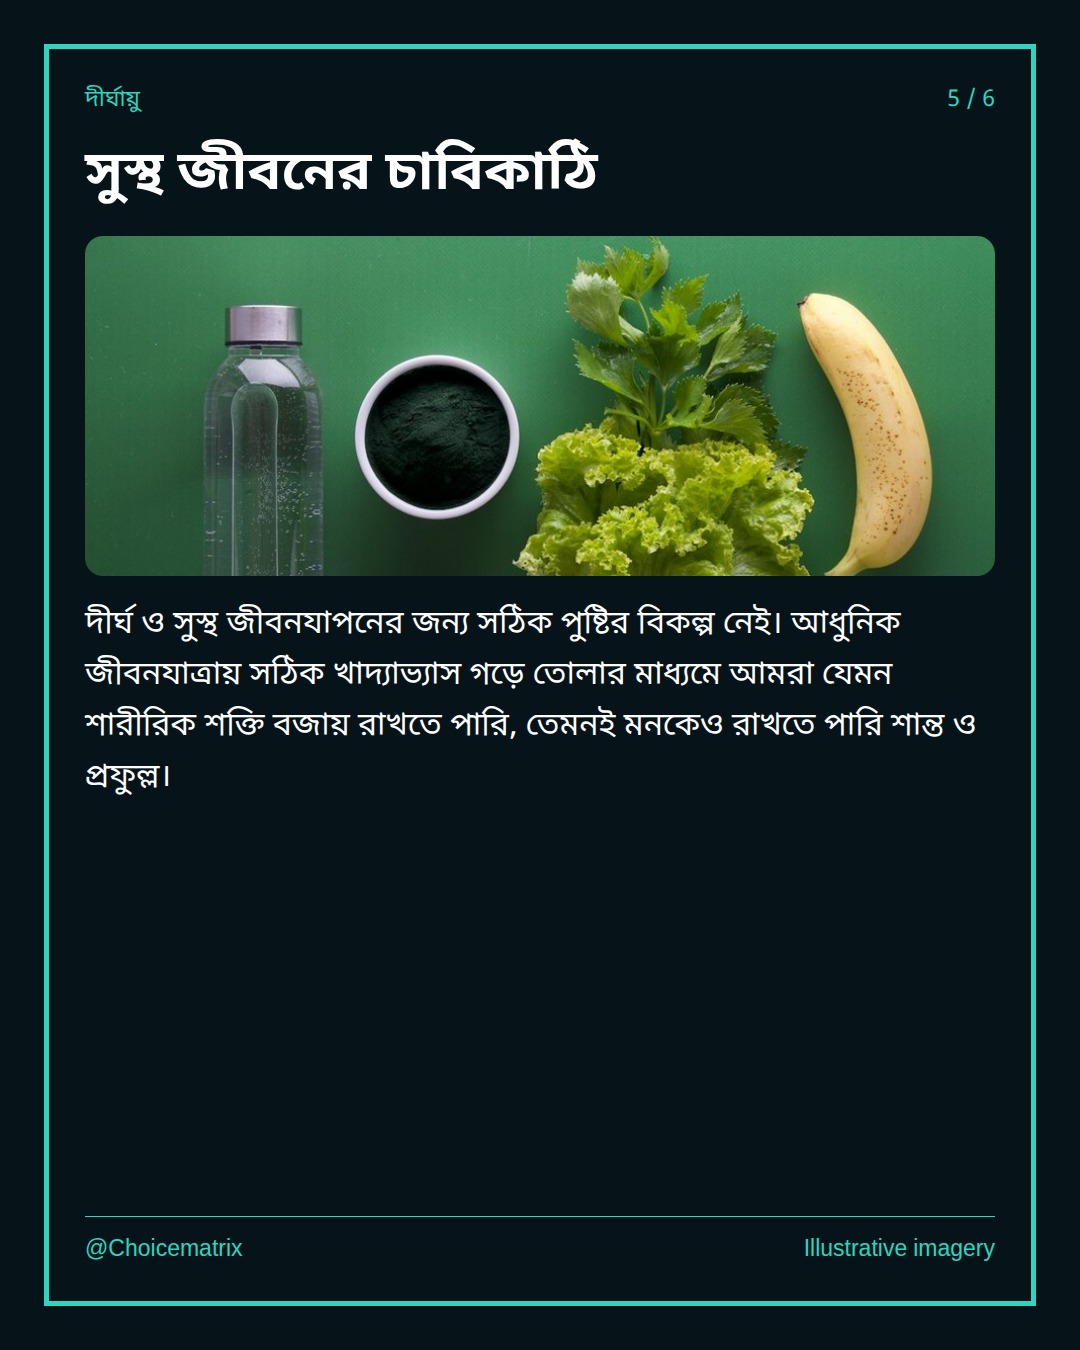 দীর্ঘায়ু
5 / 6
সুস্থ জীবনের চাবিকাঠি
দীর্ঘ ও সুস্থ জীবনযাপনের জন্য সঠিক পুষ্টির বিকল্প নেই। আধুনিক
জীবনযাত্রায় সঠিক খাদ্যাভ্যাস গড়ে তোলার মাধ্যমে আমরা যেমন
শারীরিক শক্তি বজায় রাখতে পারি, তেমনই মনকেও রাখতে পারি শান্ত ও
প্রফুল্ল।
@Choicematrix
Illustrative imagery